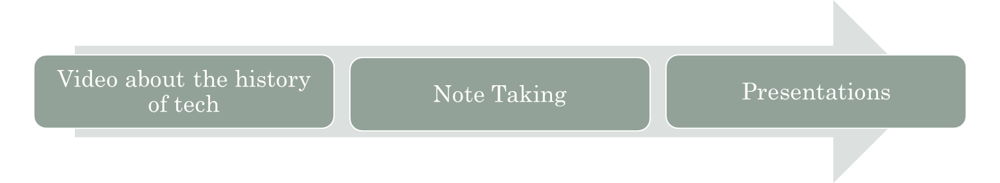 Video about the history
of tech
Note Taking
Presentations